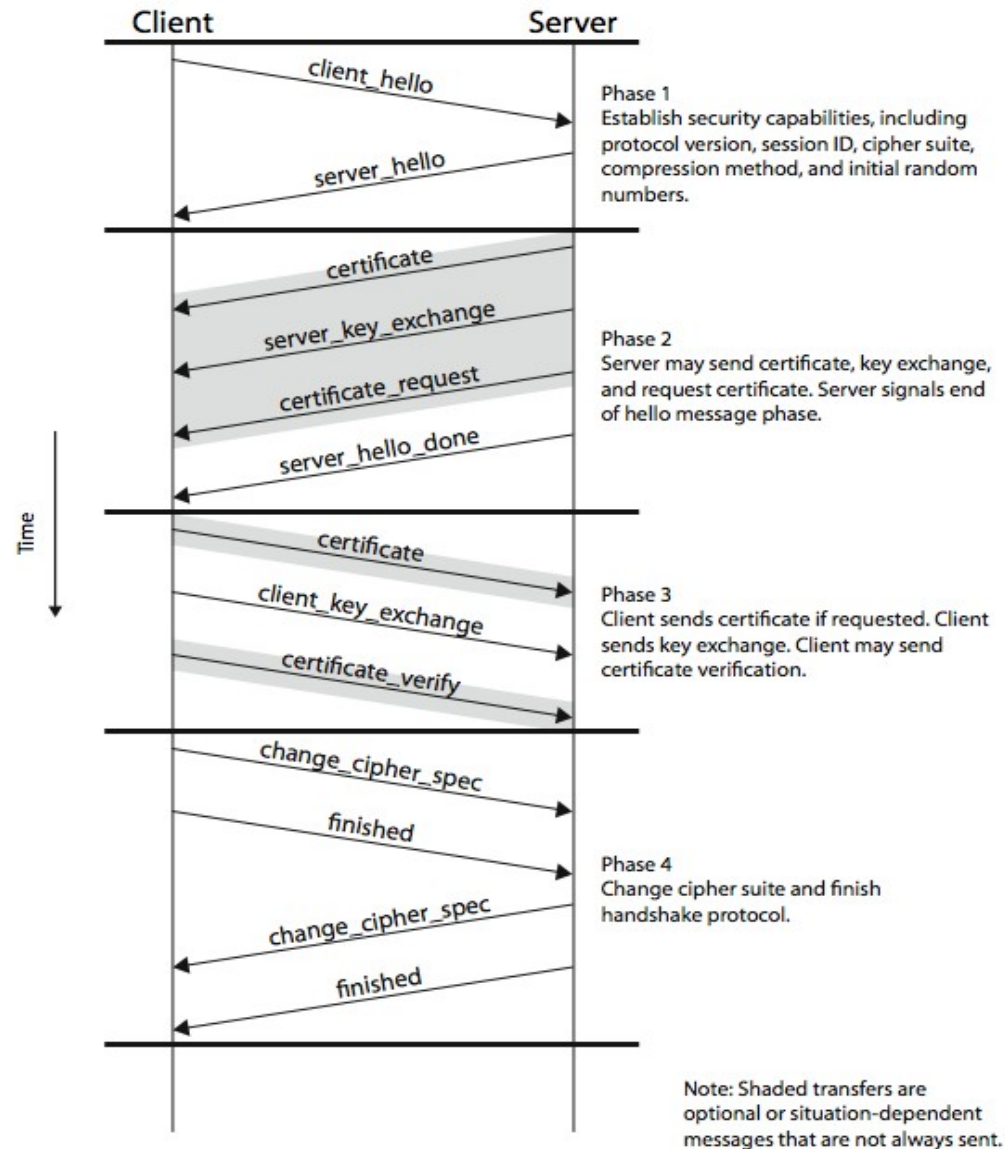 Client
Server
client_hello
server_hello
Phase 1
Establish security capabilities, including
protocol version, session ID, cipher suite,
compression method, and initial random
numbers.
certificate
server_key_exchange
certificate_request
server_hello_done
Phase 2
Server may send certificate, key exchange,
and request certificate. Server signals end
of hello message phase.
Time
certificate
client_key_exchange
certificate_verify
Phase 3
Client sends certificate if requested. Client
sends key exchange. Client may send
certificate verification.
change_cipher_spec
finished
change_cipher_spec
finished
Phase 4
Change cipher suite and finish
handshake protocol.
Note: Shaded transfers are
optional or situation-dependent
messages that are not always sent.